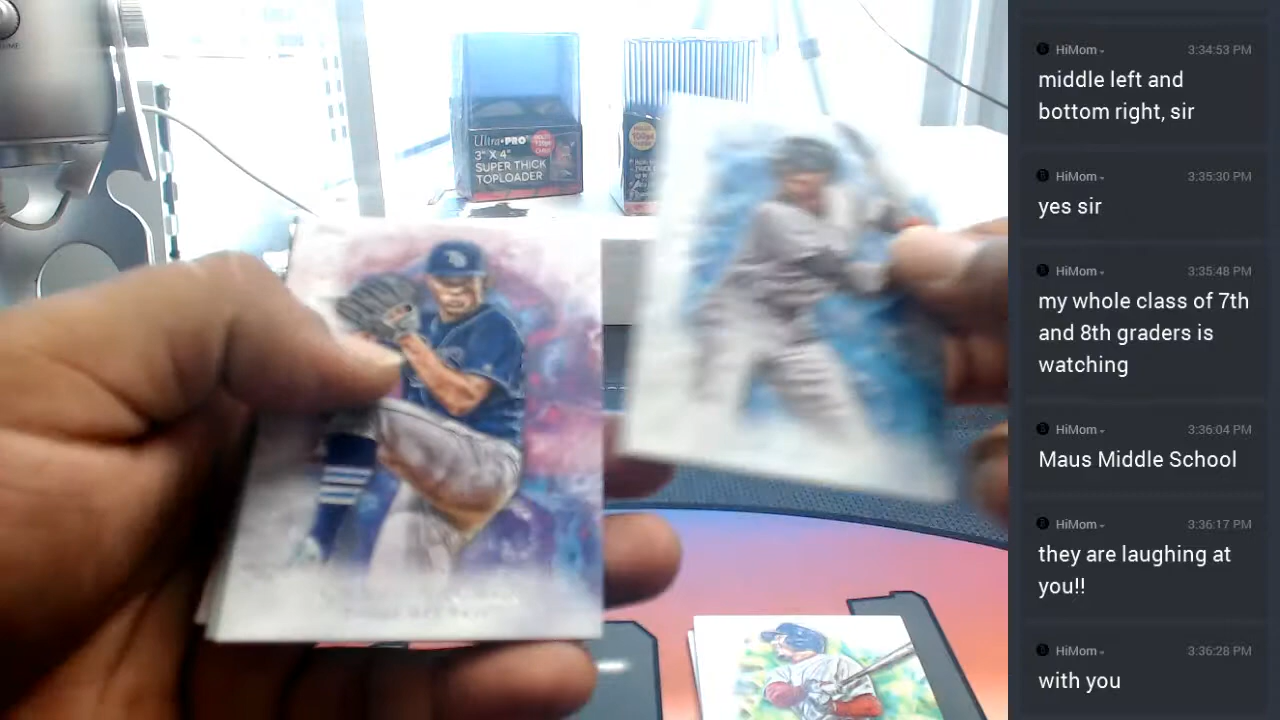 HiMom
3:34:53 PM
middle left and
bottom right, sir
HiMom
3:35:30 PM
yes sir
HiMom
3:35:48 PM
my whole class of 7th
and 8th graders is
watching
HiMom
3:36:04 PM
Maus Middle School
HiMom
3:36:17 PM
they are laughing at
you!!
HiMom
3:36:28 PM
with you
Ultra•PRO
3" X 4"
SUPER THICK
TOPLOADER